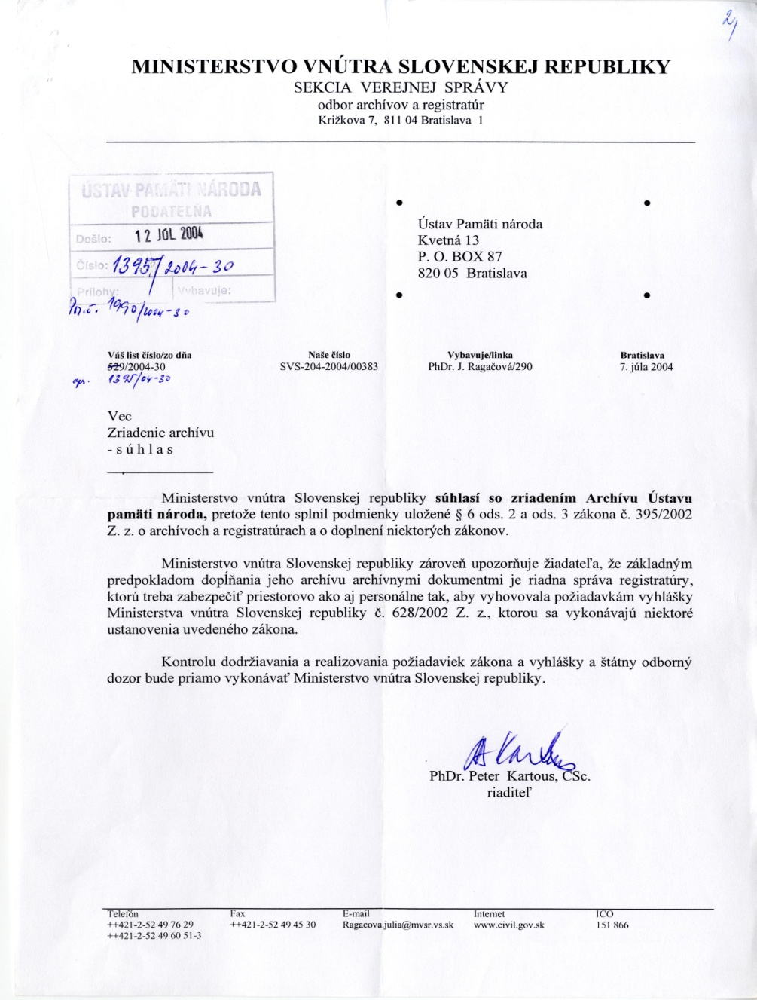 2/
MINISTERSTVO VNÚTRA SLOVENSKEJ REPUBLIKY
SEKCIA VEREJNEJ SPRÁVY
odbor archívov a registratúr
Križkova 7, 811 04 Bratislava 1
ÚSTAV PAMÄTI NÁRODA
PODATEĽŇA
Došlo: 12 JÚL 2004
Číslo: 1395/2004-30
Prílohy: Vybavuje:
1990/2004-30
Ústav Pamäti národa
Kvetná 13
P. O. BOX 87
820 05 Bratislava
Váš list číslo/zo dňa Naše číslo Vybavuje/linka Bratislava
529/2004-30 SVS-204-2004/00383 PhDr. J. Ragačová/290 7. júla 2004
opr. 1395/04-30
Vec
Zriadenie archívu
- s ú h l a s
Ministerstvo vnútra Slovenskej republiky súhlasí so zriadením Archívu Ústavu
pamäti národa, pretože tento splnil podmienky uložené § 6 ods. 2 a ods. 3 zákona č. 395/2002
Z. z. o archívoch a registratúrach a o doplnení niektorých zákonov.
Ministerstvo vnútra Slovenskej republiky zároveň upozorňuje žiadateľa, že základným
predpokladom dopĺňania jeho archívu archívnymi dokumentmi je riadna správa registratúry,
ktorú treba zabezpečiť priestorovo ako aj personálne tak, aby vyhovovala požiadavkám vyhlášky
Ministerstva vnútra Slovenskej republiky č. 628/2002 Z. z., ktorou sa vykonávajú niektoré
ustanovenia uvedeného zákona.
Kontrolu dodržiavania a realizovania požiadaviek zákona a vyhlášky a štátny odborný
dozor bude priamo vykonávať Ministerstvo vnútra Slovenskej republiky.
PhDr. Peter Kartous, CSc.
riaditeľ
Telefón Fax E-mail Internet IČO
++421-2-52 49 76 29 ++421-2-52 49 45 30 Ragacova.julia@mvsr.vs.sk www.civil.gov.sk 151 866
++421-2-52 49 60 51-3